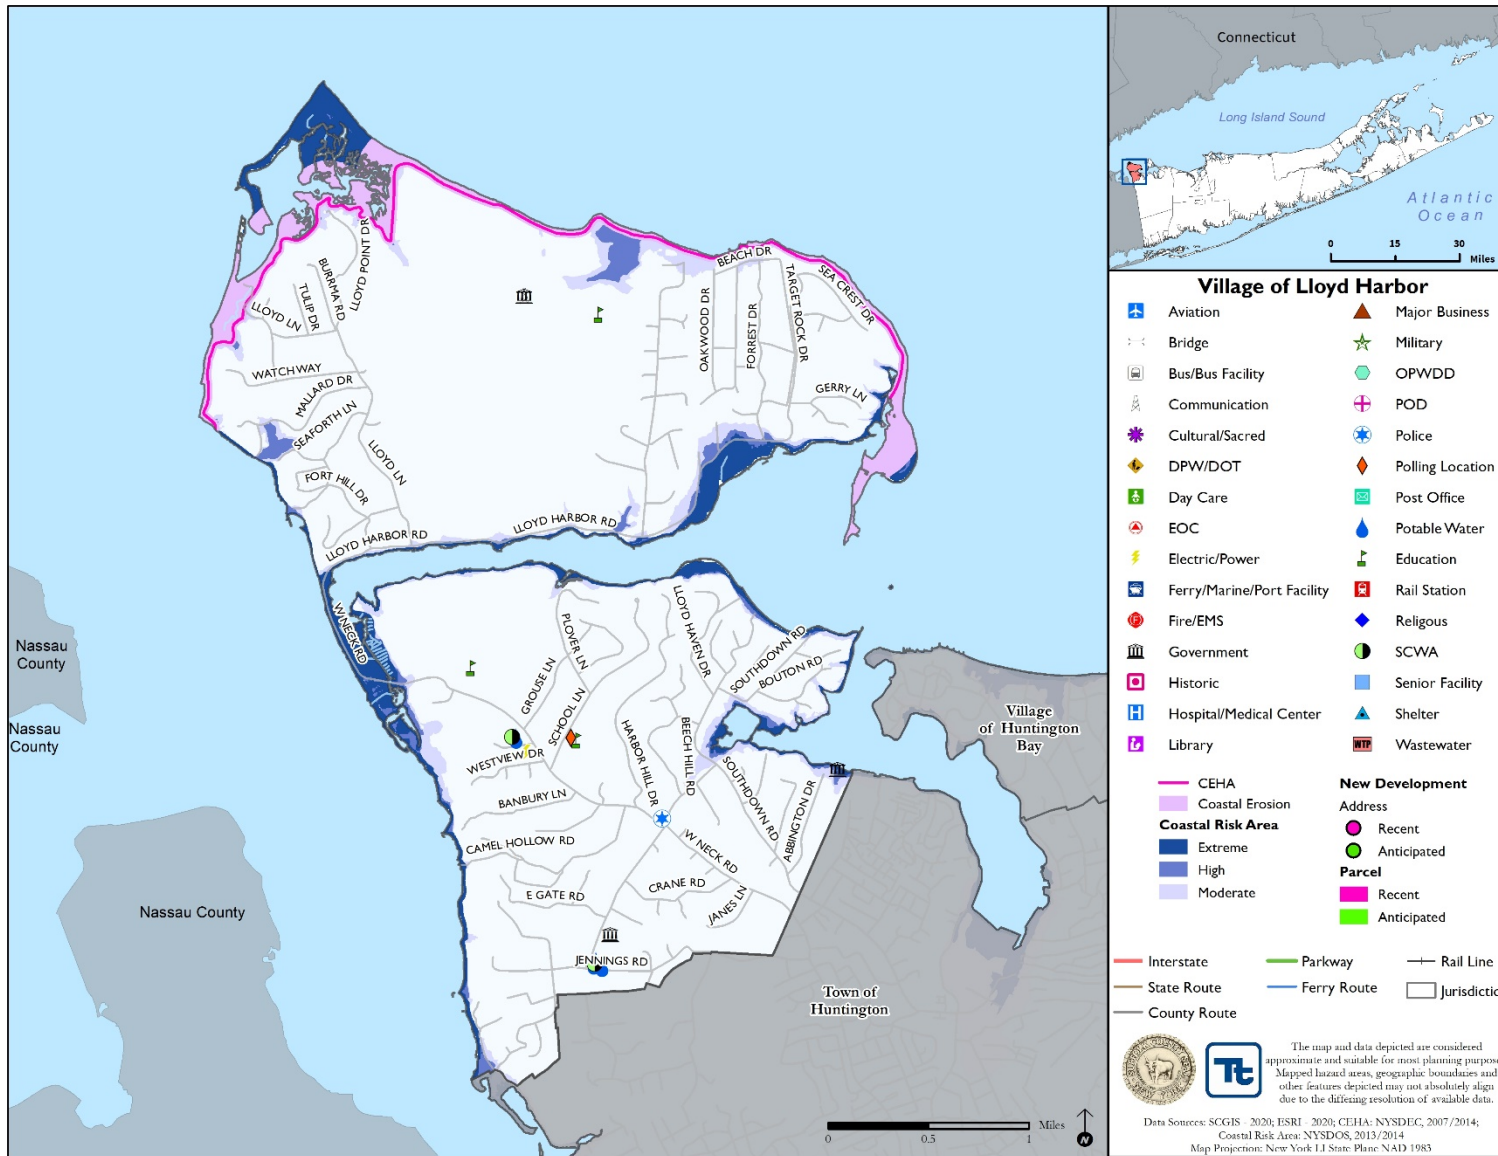 LLOYD POINT DR
BURRMA RD
TULIP DR
LLOYD LN
WATCH WAY
MALLARD DR
SEAFORTH LN
LLOYD LN
FORT HILL DR
LLOYD HARBOR RD
LLOYD HARBOR RD
BEACH DR
OAKWOOD DR
FORREST DR
TARGET ROCK DR
SEA CREST DR
GERRY LN
W NECK RD
PLOVER LN
GROUSE LN
SCHOOL LN
LLOYD HAVEN DR
SOUTHDOWN RD
BOUTON RD
HARBOR HILL DR
BEECH HILL RD
WESTVIEW DR
BANBURY LN
CAMEL HOLLOW RD
SOUTHDOWN RD
ABBINGTON DR
W NECK RD
E GATE RD
CRANE RD
JANES LN
JENNINGS RD
Nassau
County
Nassau
County
Nassau County
Village
of Huntington
Bay
Town of
Huntington
0 0.5 1
Miles
N
Connecticut
Long Island Sound
Atlantic
Ocean
0 15 30
Miles
Village of Lloyd Harbor
Aviation
Bridge
Bus/Bus Facility
Communication
Cultural/Sacred
DPW/DOT
Day Care
EOC
Electric/Power
Ferry/Marine/Port Facility
Fire/EMS
Government
Historic
H Hospital/Medical Center
Library
Major Business
Military
OPWDD
POD
Police
Polling Location
Post Office
Potable Water
Education
Rail Station
Religous
SCWA
Senior Facility
Shelter
WTP Wastewater
CEHA
Coastal Erosion
Coastal Risk Area
Extreme
High
Moderate
New Development
Address
Recent
Anticipated
Parcel
Recent
Anticipated
Interstate
State Route
County Route
Parkway
Ferry Route
Rail Line
Jurisdictio
Tt
The map and data depicted are considered
approximate and suitable for most planning purpose
Mapped hazard areas, geographic boundaries and
other features depicted may not absolutely align
due to the differing resolution of available data.
Data Sources: SCGIS - 2020; ESRI - 2020; CEHA: NYSDEC, 2007/2014;
Coastal Risk Area: NYSDOS, 2013/2014
Map Projection: New York LI State Plane NAD 1983